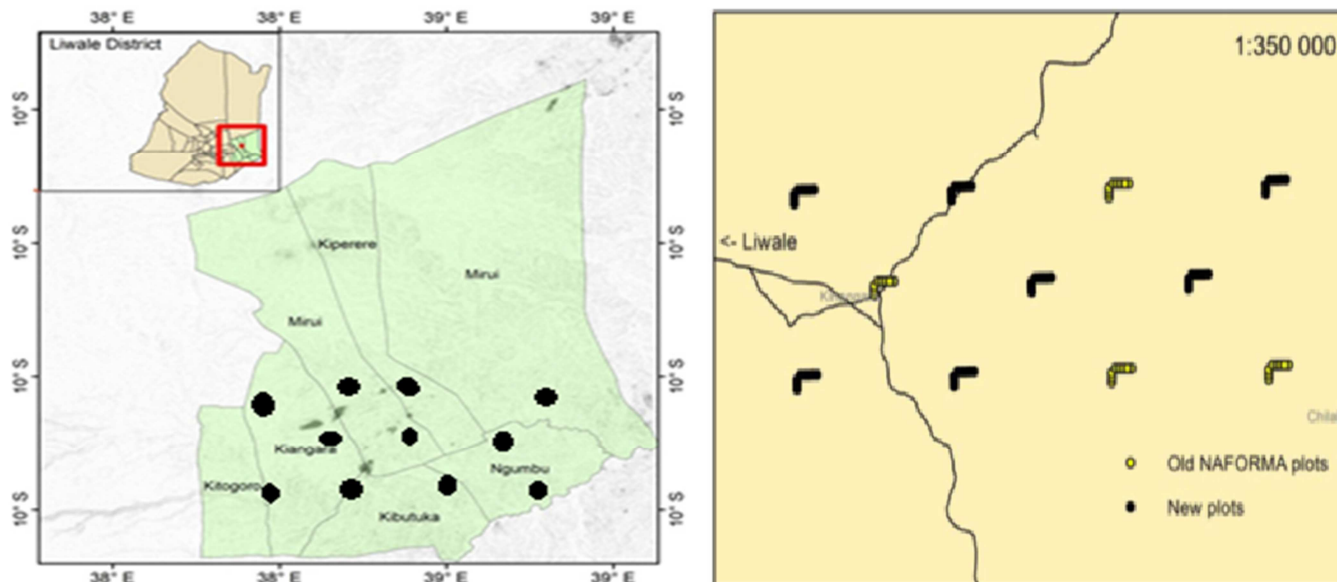 38° E 38° E 39° E 39° E
Liwale District
10° S
10° S
10° S
10° S
10° S
10° S
10° S
10° S
Kiperere
Mirui
Mirui
Kiangara
Ngumbu
Kitogoro
Kibutuka
38° E 38° E 39° E 39° E
1:350 000
<- Liwale
Old NAFORMA plots
New plots